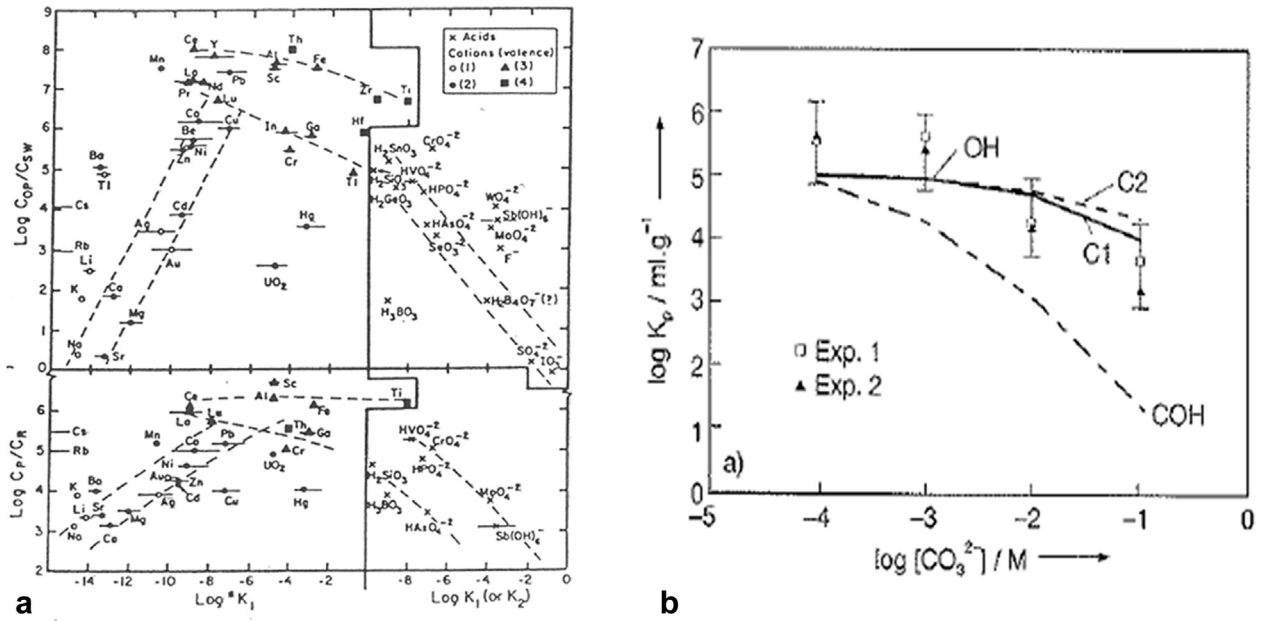 9
8
7
6
5
4
3
2
1
0
Log C_OP/C_SW
× Acids
Cations (valence)
○ (1) ▲ (3)
● (2) ■ (4)
Ce
Y
Al
Sc
Th
Fe
Mn
La
Nd
Pb
Pr
Lu
Zr
Ti
Co
Cu
Hf
Be
In
Ga
Zn
Ni
Cr
Tl
Ba
Tl
Cs
Cd
Ag
Hg
Rb
Au
Li
UO₂
K
Ca
Mg
Na
Sr
H₂SnO₃
CrO₄⁻²
HVO₄⁻²
H₂SiO₃
HPO₄⁻²
H₂GeO₃
WO₄⁻²
HAsO₄⁻²
Sb(OH)₆⁻
SeO₃⁻²
MoO₄⁻²
F⁻
H₃BO₃
H₂B₄O₇⁻(?)
SO₄⁻²
IO₃⁻
6
5
4
3
2
Log C_P/C_R
Sc
Al
Ce
Ti
Fe
La
Lu
Cs
Mn
Pb
Th
Ga
Rb
Co
Cr
Ni
UO₂
Au
Zn
K
Ba
Ag
Cd
Cu
Hg
Li
Sr
Mg
Na
Ca
HVO₄⁻²
CrO₄⁻²
HPO₄⁻²
H₂SiO₃
H₃BO₃
MoO₄⁻²
HAsO₄⁻²
Sb(OH)₆⁻
-14 -12 -10 -8 -6 -4 -2 -8 -6 -4 -2 0
Log *K₁
Log K₁ (or K₂)
a
7
6
5
4
3
2
1
0
log K_p / ml.g⁻¹
OH
C2
C1
COH
□ Exp. 1
▲ Exp. 2
a)
−5 −4 −3 −2 −1 0
log [CO₃²⁻] / M
b